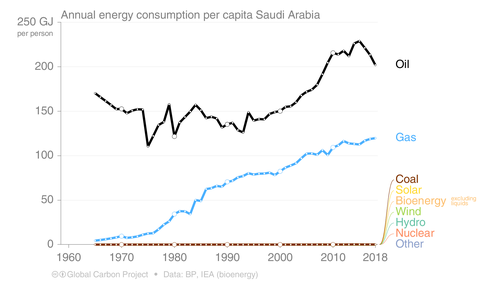 Annual energy consumption per capita Saudi Arabia
250 GJ
per person
200
150
100
50
0
1960
1970
1980
1990
2000
2010
2018
Oil
Gas
Coal
Solar
Bioenergy excluding
liquids
Wind
Hydro
Nuclear
Other
Global Carbon Project • Data: BP, IEA (bioenergy)